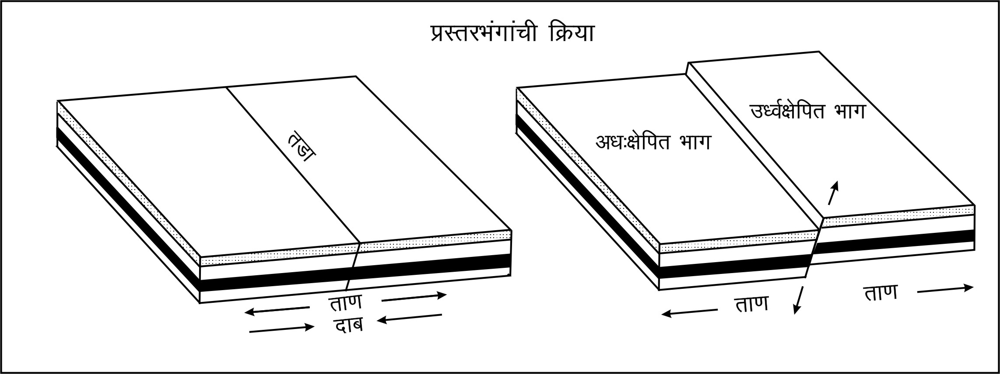 प्रस्तरभंगांची क्रिया
तडा
ताण
दाब
अधःक्षेपित भाग
उर्ध्वक्षेपित भाग
ताण
ताण